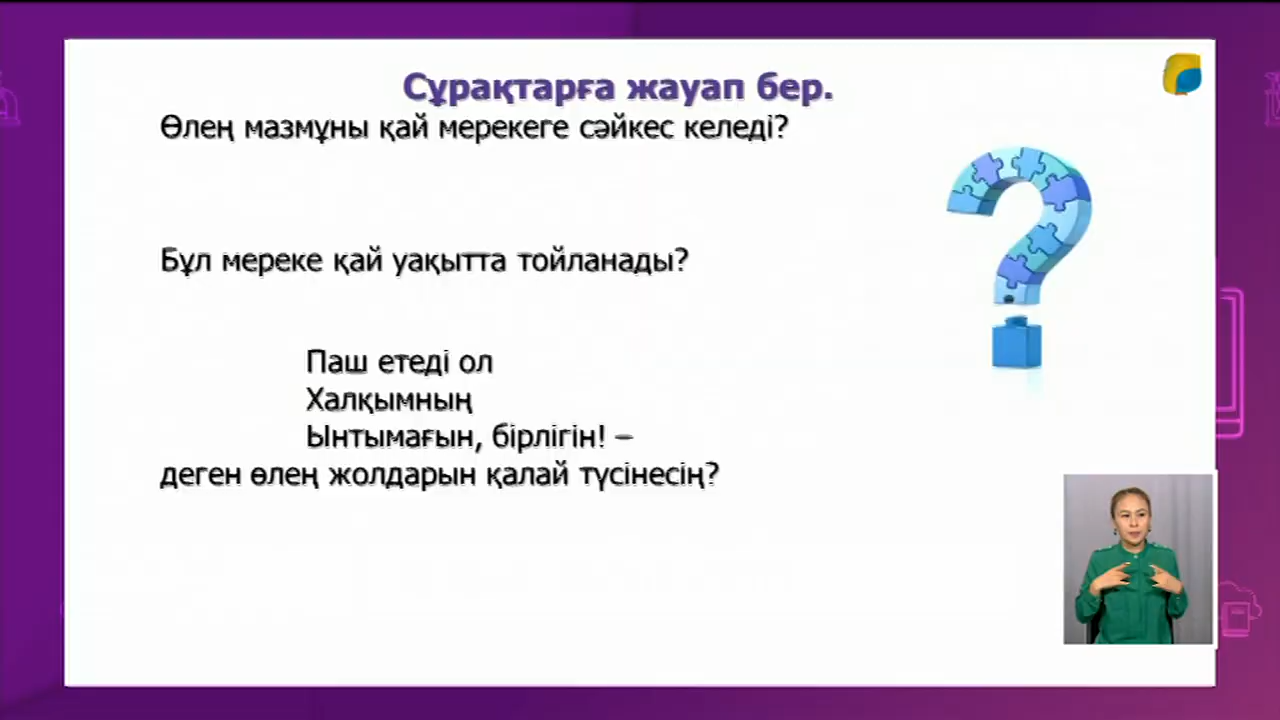 Сұрақтарға жауап бер.
Өлең мазмұны қай мерекеге сәйкес келеді?
Бұл мереке қай уақытта тойланады?
Паш етеді ол
Халқымның
Ынтымағын, бірлігін! –
деген өлең жолдарын қалай түсінесің?